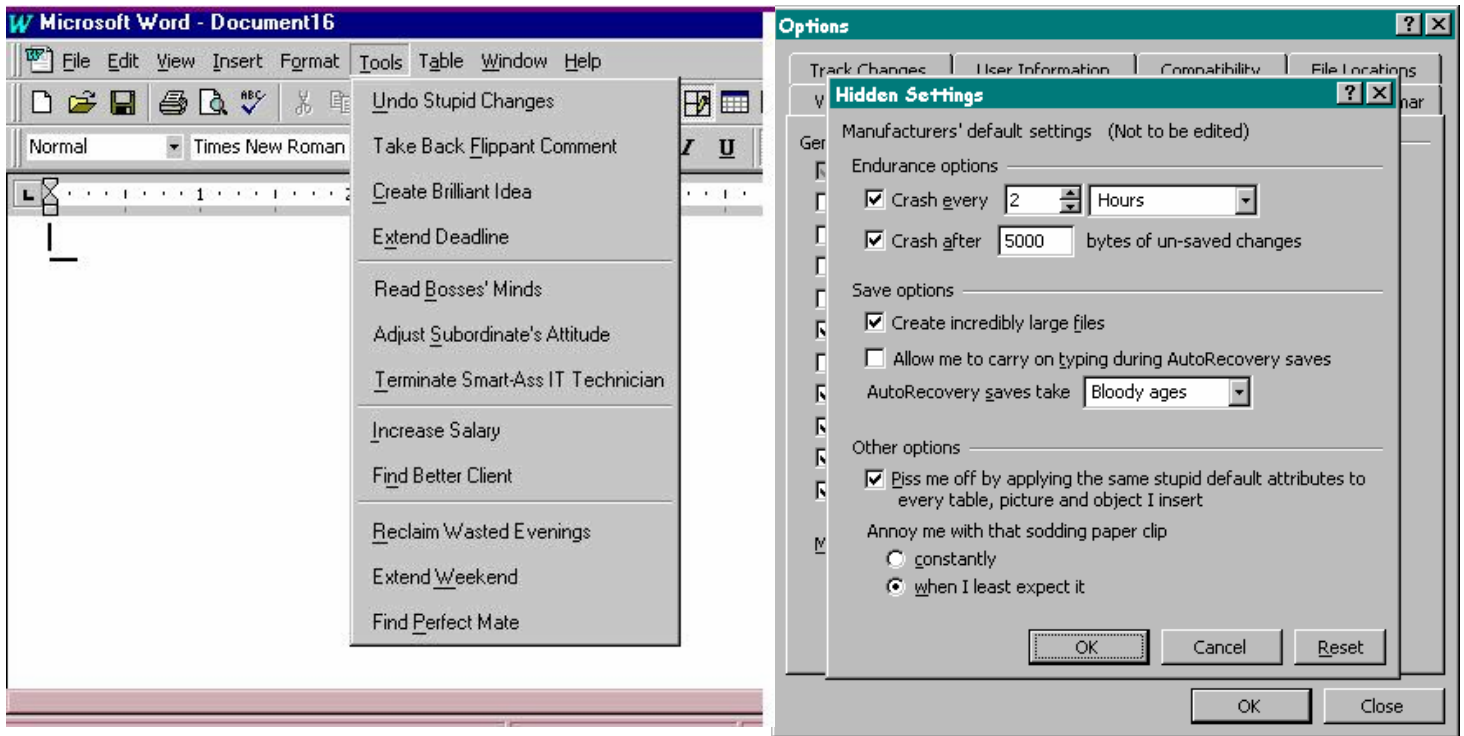 Microsoft Word - Document16
File Edit View Insert Format Tools Table Window Help
ABC
Normal Times New Roman I U
1 2
Undo Stupid Changes
Take Back Flippant Comment
Create Brilliant Idea
Extend Deadline
Read Bosses' Minds
Adjust Subordinate's Attitude
Terminate Smart-Ass IT Technician
Increase Salary
Find Better Client
Reclaim Wasted Evenings
Extend Weekend
Find Perfect Mate
Options
Track Changes User Information Compatibility File Locations
Hidden Settings
Manufacturers' default settings (Not to be edited)
Endurance options
Crash every 2 Hours
Crash after 5000 bytes of un-saved changes
Save options
Create incredibly large files
Allow me to carry on typing during AutoRecovery saves
AutoRecovery saves take Bloody ages
Other options
Piss me off by applying the same stupid default attributes to
every table, picture and object I insert
Annoy me with that sodding paper clip
constantly
when I least expect it
OK Cancel Reset
OK Close